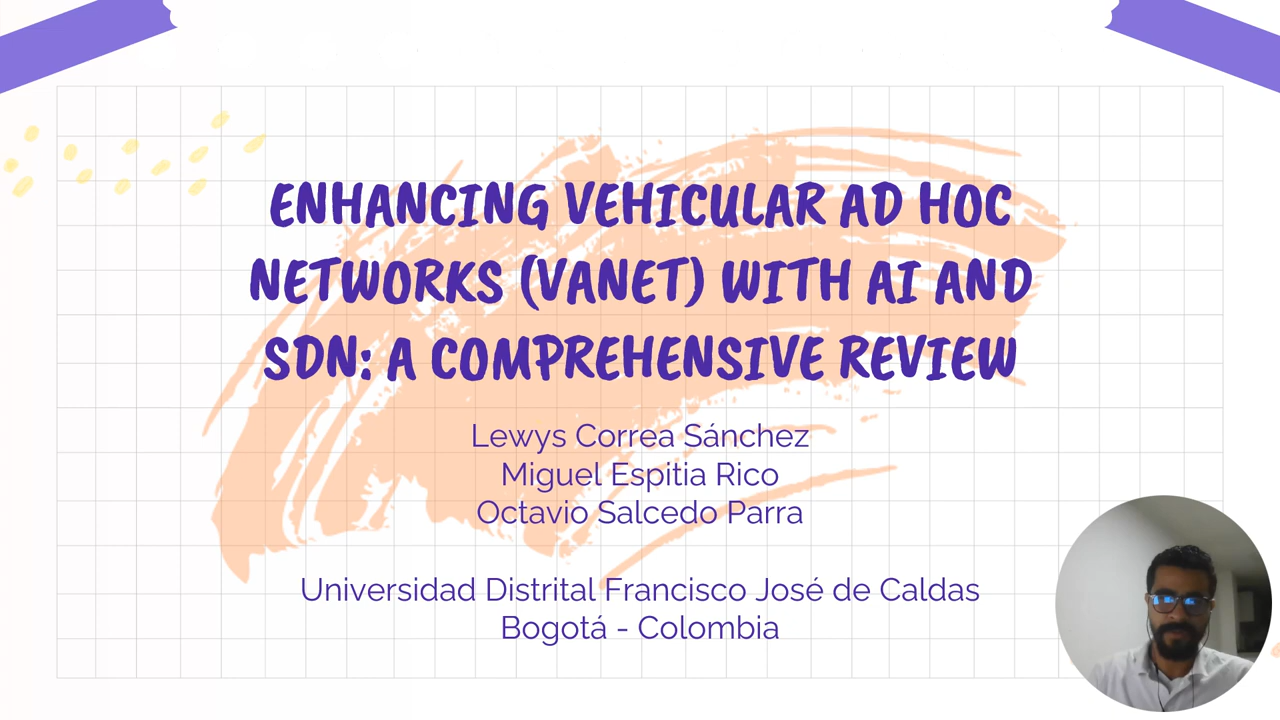 ENHANCING VEHICULAR AD HOC
NETWORKS (VANET) WITH AI AND
SDN: A COMPREHENSIVE REVIEW
Lewys Correa Sánchez
Miguel Espitia Rico
Octavio Salcedo Parra
Universidad Distrital Francisco José de Caldas
Bogotá - Colombia